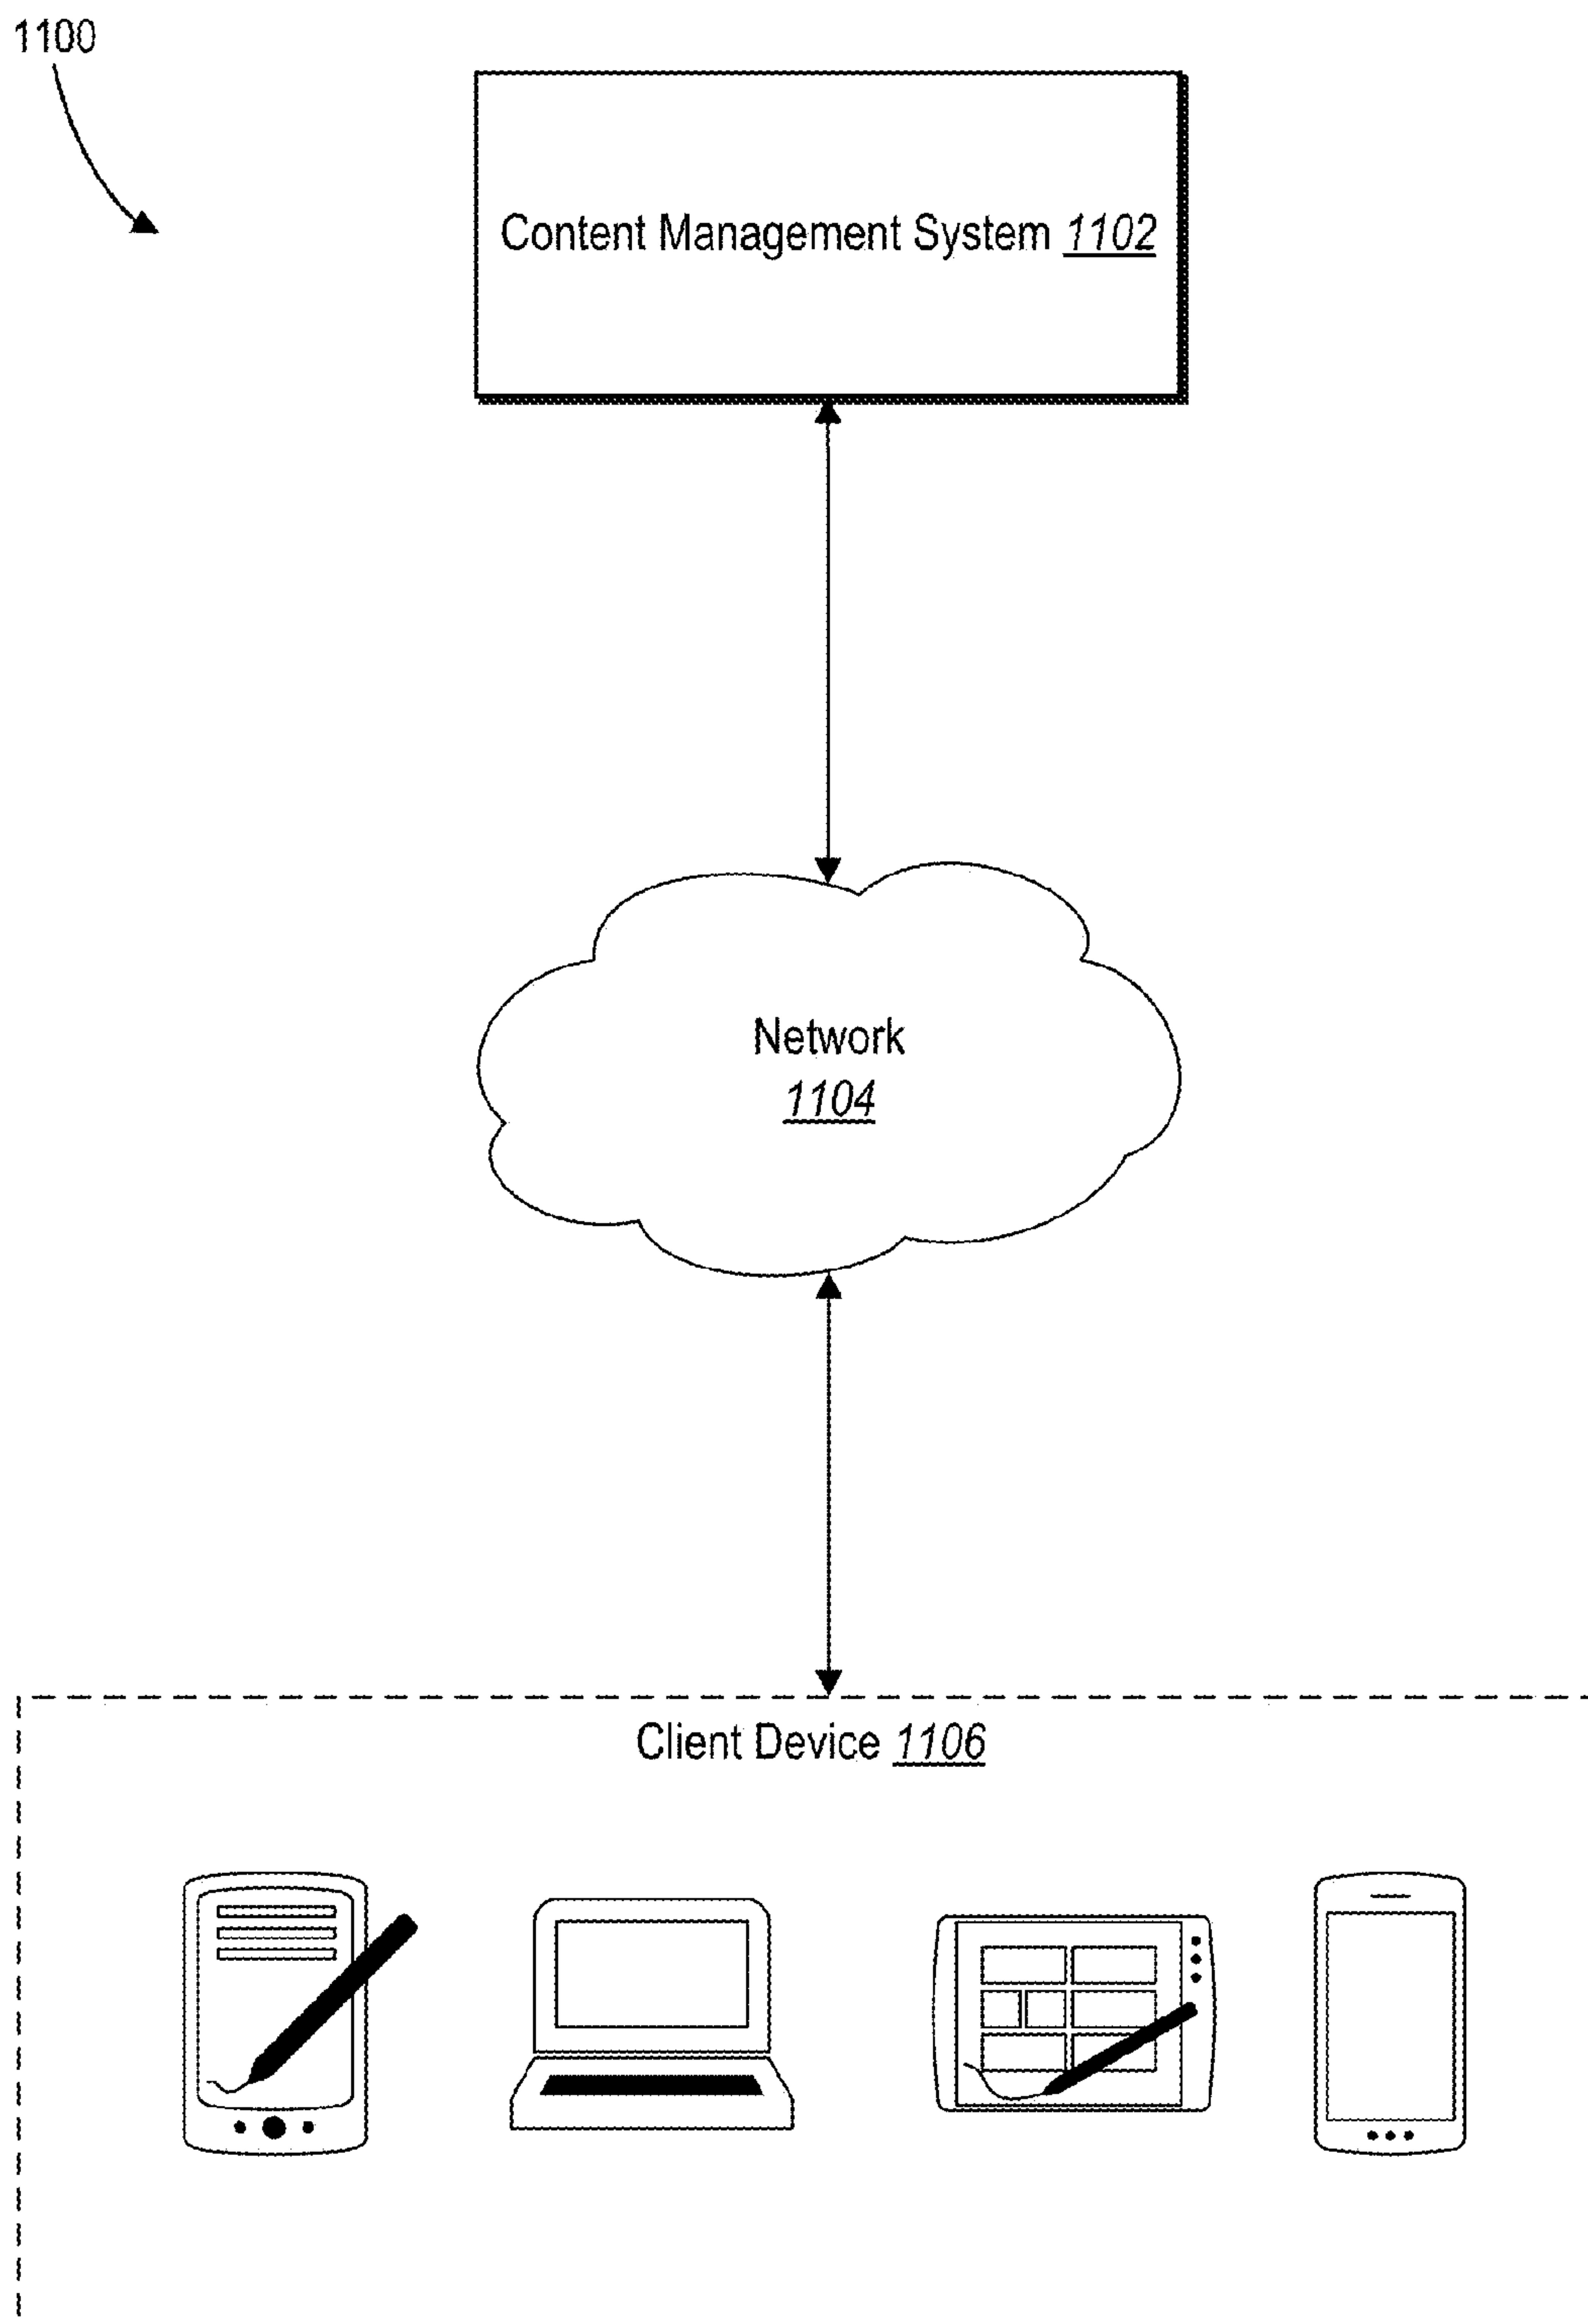 1100
Content Management System 1102
Network
1104
Client Device 1106